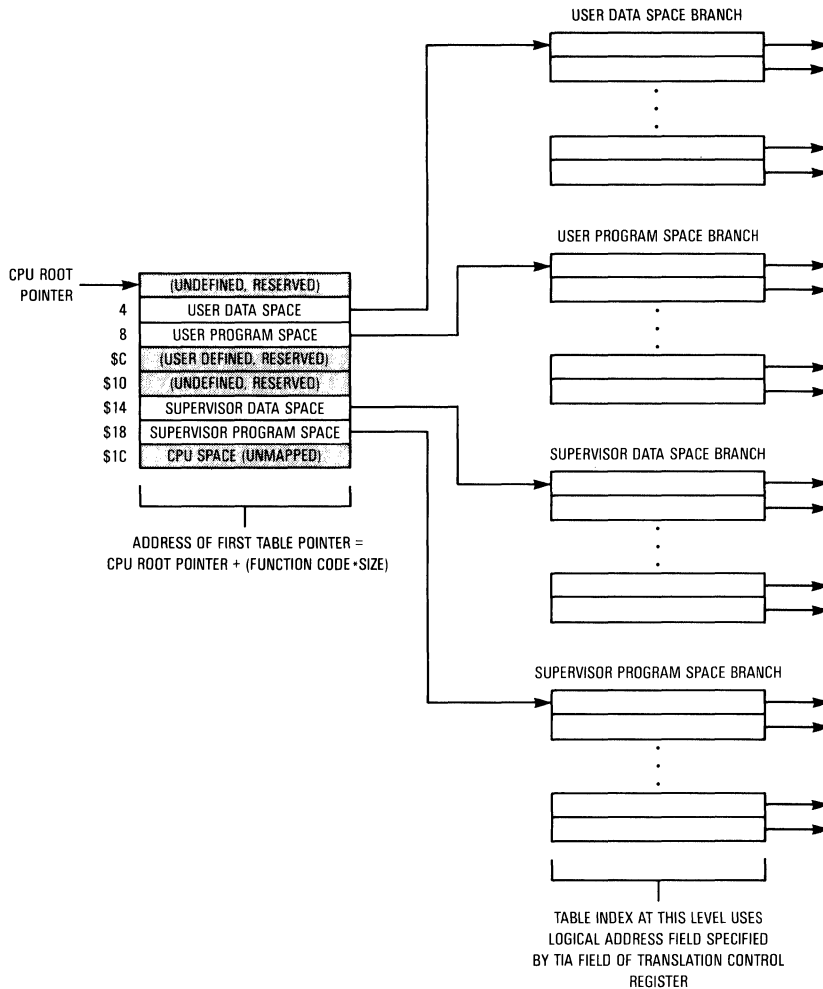 USER DATA SPACE BRANCH
USER PROGRAM SPACE BRANCH
CPU ROOT
POINTER
(UNDEFINED, RESERVED)
4 USER DATA SPACE
8 USER PROGRAM SPACE
$C (USER DEFINED, RESERVED)
$10 (UNDEFINED, RESERVED)
$14 SUPERVISOR DATA SPACE
$18 SUPERVISOR PROGRAM SPACE
$1C CPU SPACE (UNMAPPED)
ADDRESS OF FIRST TABLE POINTER =
CPU ROOT POINTER + (FUNCTION CODE*SIZE)
SUPERVISOR DATA SPACE BRANCH
SUPERVISOR PROGRAM SPACE BRANCH
TABLE INDEX AT THIS LEVEL USES
LOGICAL ADDRESS FIELD SPECIFIED
BY TIA FIELD OF TRANSLATION CONTROL
REGISTER